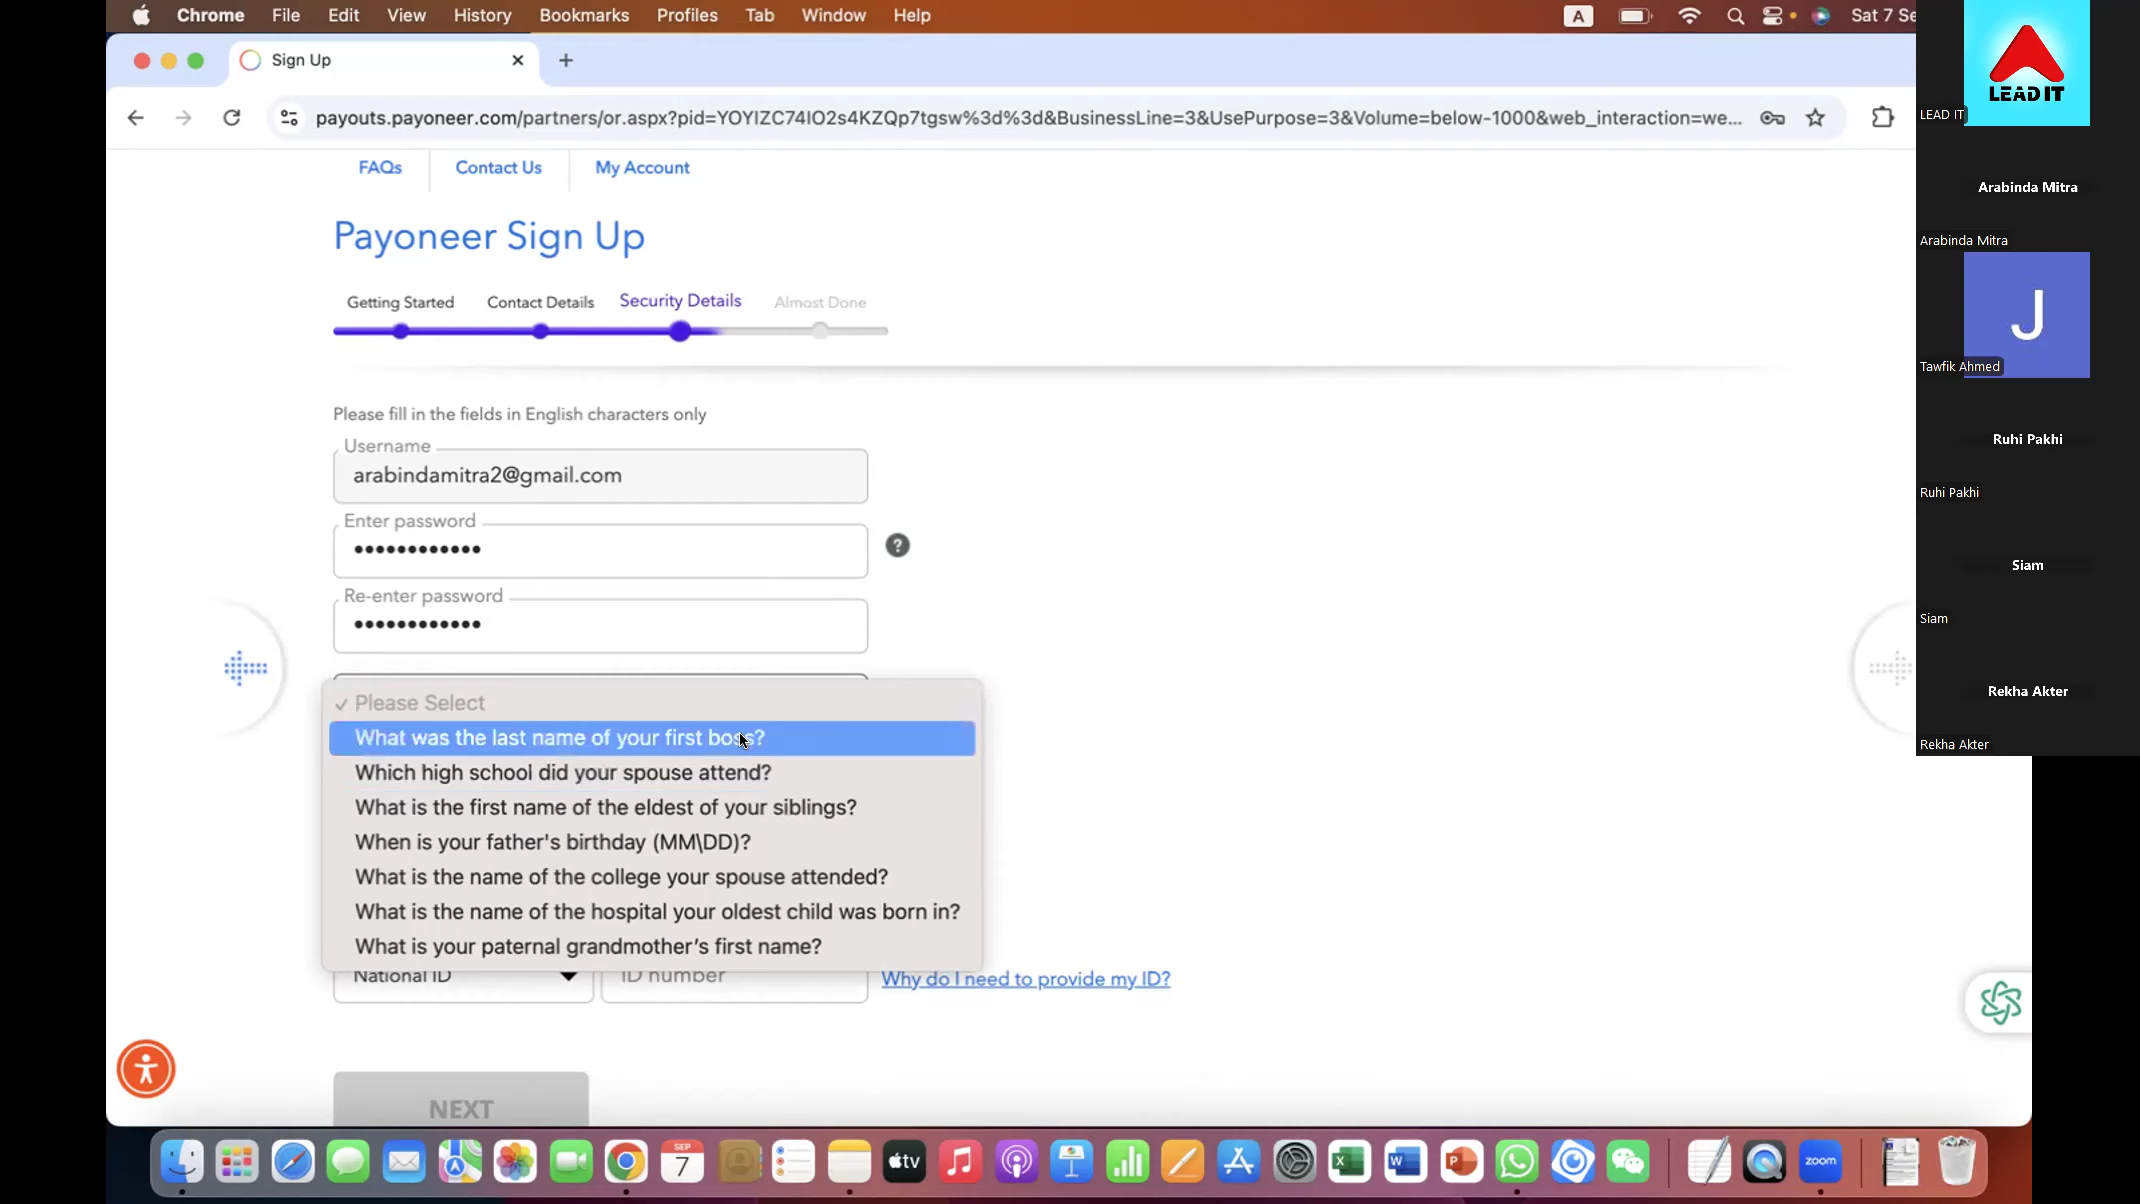 Chrome File Edit View History Bookmarks Profiles Tab Window Help
A
Sat 7 Se
Sign Up
payouts.payoneer.com/partners/or.aspx?pid=YOYIZC74IO2s4KZQp7tgsw%3d%3d&BusinessLine=3&UsePurpose=3&Volume=below-1000&web_interaction=we...
FAQs Contact Us My Account
Payoneer Sign Up
Getting Started Contact Details Security Details Almost Done
Please fill in the fields in English characters only
Username
arabindamitra2@gmail.com
Enter password
••••••••••••
?
Re-enter password
••••••••••••
✓ Please Select
What was the last name of your first boss?
Which high school did your spouse attend?
What is the first name of the eldest of your siblings?
When is your father's birthday (MM\DD)?
What is the name of the college your spouse attended?
What is the name of the hospital your oldest child was born in?
What is your paternal grandmother's first name?
National ID
ID number
Why do I need to provide my ID?
NEXT
LEAD IT
LEAD IT
Arabinda Mitra
Arabinda Mitra
J
Tawfik Ahmed
Ruhi Pakhi
Ruhi Pakhi
Siam
Siam
Rekha Akter
Rekha Akter
SEP
7
tv
X
W
P
zoom